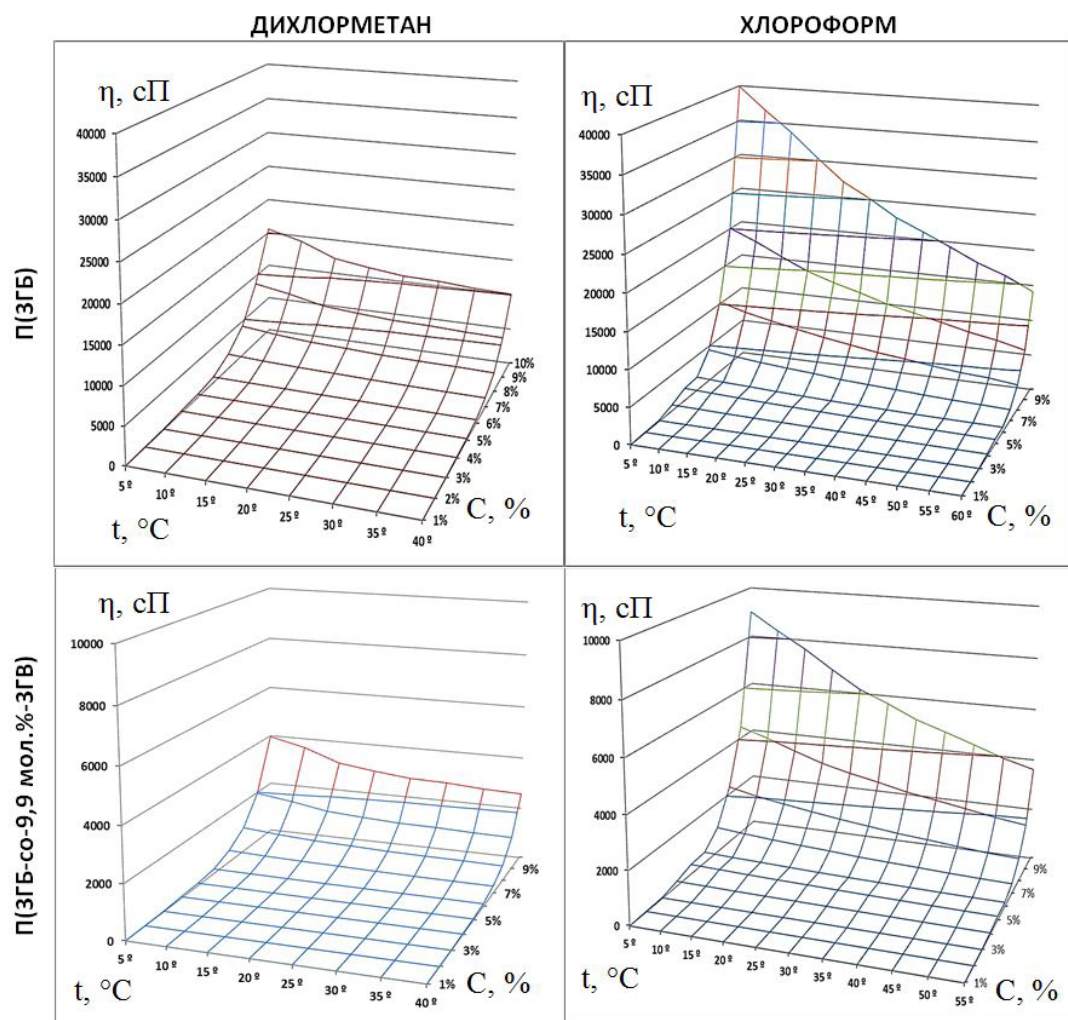 ДИХЛОРМЕТАН
ХЛОРОФОРМ
П(3ГБ)
η, сП
40000
35000
30000
25000
20000
15000
10000
5000
0
5º
10º
15º
20º
25º
30º
35º
40º
1%
2%
3%
4%
5%
6%
7%
8%
9%
10%
t, °C
C, %
η, сП
40000
35000
30000
25000
20000
15000
10000
5000
0
5º
10º
15º
20º
25º
30º
35º
40º
45º
50º
55º
60º
1%
3%
5%
7%
9%
t, °C
C, %
П(3ГБ-со-9,9 мол.%-3ГВ)
η, сП
10000
8000
6000
4000
2000
0
5º
10º
15º
20º
25º
30º
35º
40º
1%
3%
5%
7%
9%
t, °C
C, %
η, сП
10000
8000
6000
4000
2000
0
5º
10º
15º
20º
25º
30º
35º
40º
45º
50º
55º
1%
3%
5%
7%
9%
t, °C
C, %